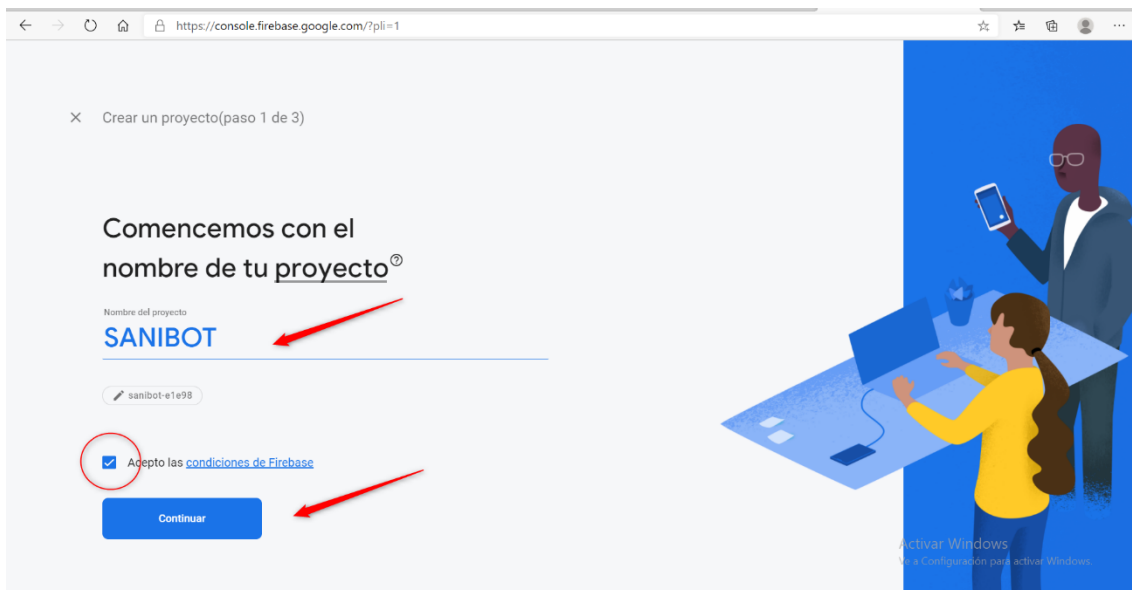 https://console.firebase.google.com/?pli=1
Crear un proyecto(paso 1 de 3)
Comencemos con el
nombre de tu proyecto
Nombre del proyecto
SANIBOT
sanibot-e1e98
Acepto las condiciones de Firebase
Continuar
Activar Windows
Ve a Configuración para activar Windows.